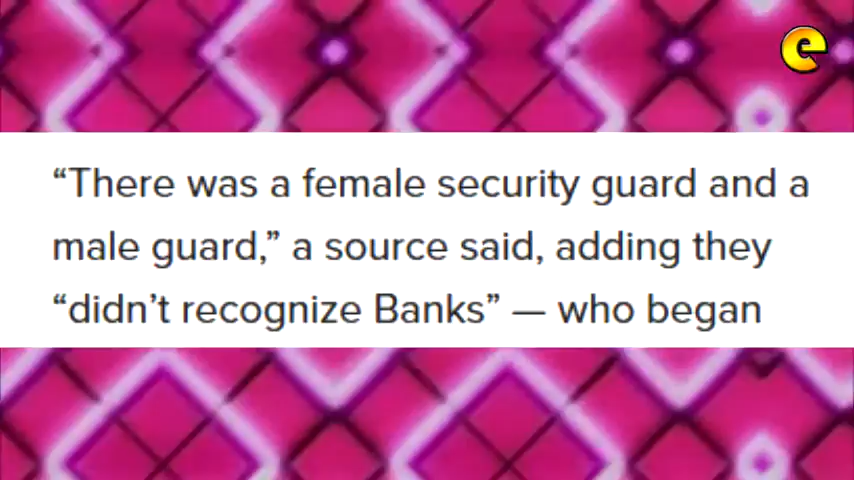 “There was a female security guard and a
male guard,” a source said, adding they
“didn’t recognize Banks” — who began
e